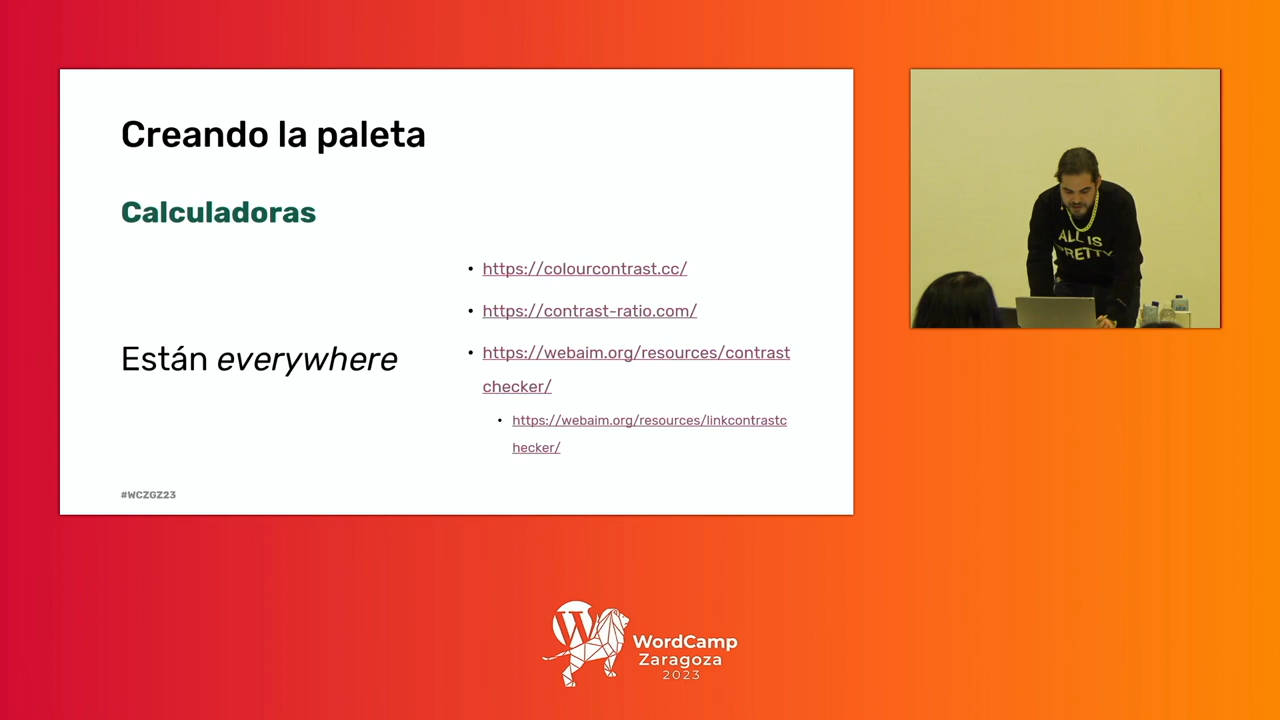 Creando la paleta
Calculadoras
Están everywhere
• https://colourcontrast.cc/
• https://contrast-ratio.com/
• https://webaim.org/resources/contrast
checker/
• https://webaim.org/resources/linkcontrastc
hecker/
#WCZGZ23
ALL IS
PRETTY
WordCamp
Zaragoza
2023